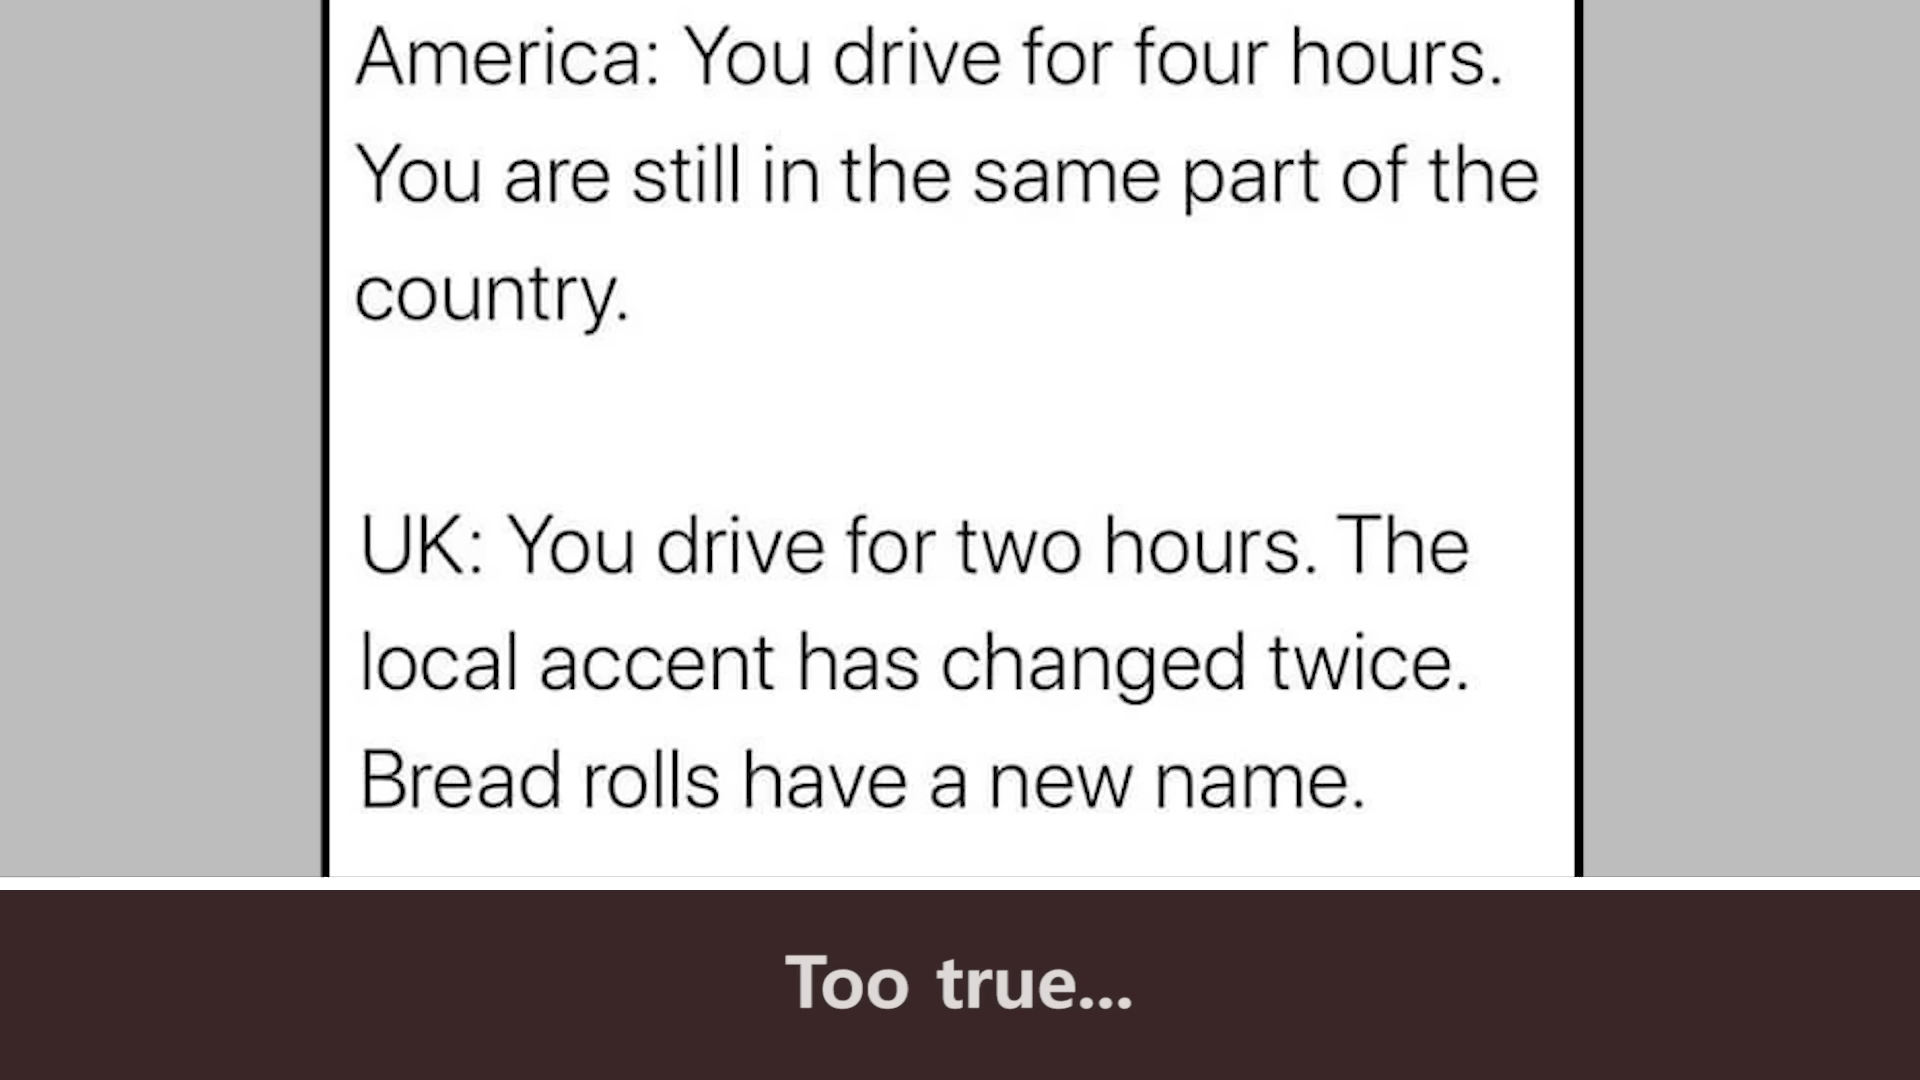 America: You drive for four hours.
You are still in the same part of the
country.
UK: You drive for two hours. The
local accent has changed twice.
Bread rolls have a new name.
Too true...